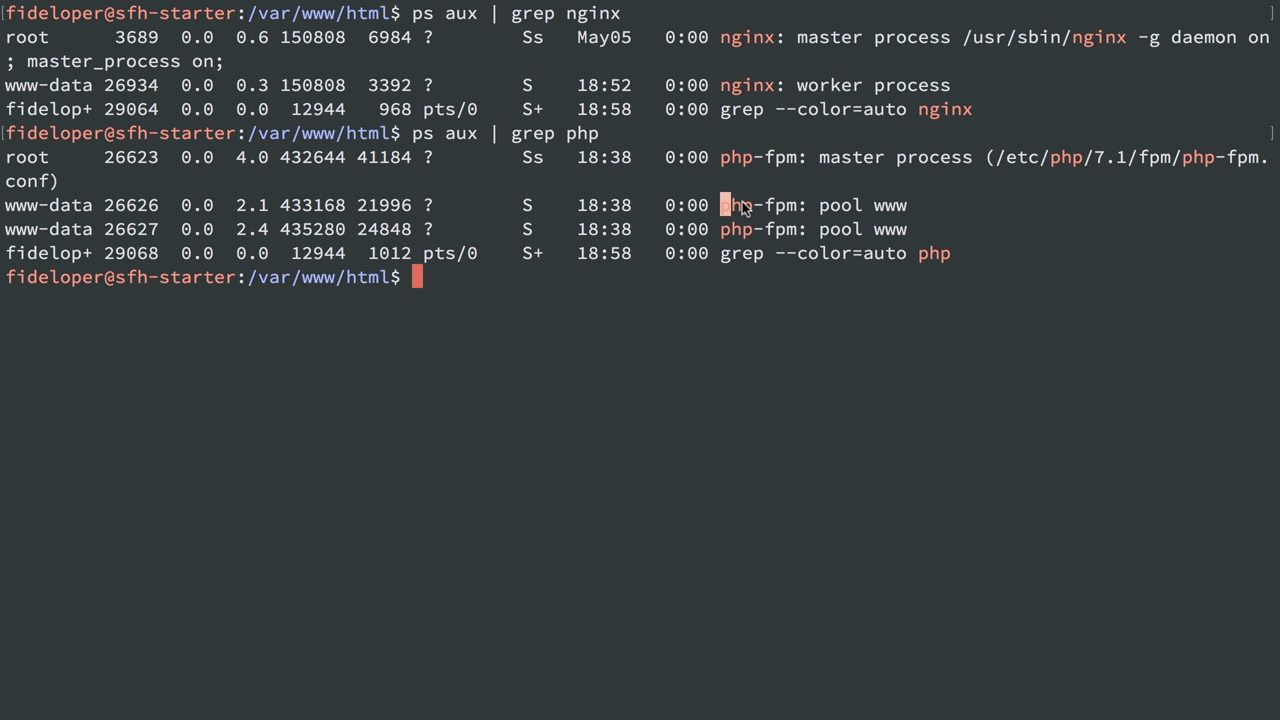 [fideloper@sfh-starter:/var/www/html$ ps aux | grep nginx ]
root      3689  0.0  0.6 150808  6984 ?        Ss   May05   0:00 nginx: master process /usr/sbin/nginx -g daemon on
; master_process on;
www-data 26934  0.0  0.3 150808  3392 ?        S    18:52   0:00 nginx: worker process
fidelop+ 29064  0.0  0.0  12944   968 pts/0    S+   18:58   0:00 grep --color=auto nginx
[fideloper@sfh-starter:/var/www/html$ ps aux | grep php ]
root     26623  0.0  4.0 432644 41184 ?        Ss   18:38   0:00 php-fpm: master process (/etc/php/7.1/fpm/php-fpm.
conf)
www-data 26626  0.0  2.1 433168 21996 ?        S    18:38   0:00 php-fpm: pool www
www-data 26627  0.0  2.4 435280 24848 ?        S    18:38   0:00 php-fpm: pool www
fidelop+ 29068  0.0  0.0  12944  1012 pts/0    S+   18:58   0:00 grep --color=auto php
fideloper@sfh-starter:/var/www/html$